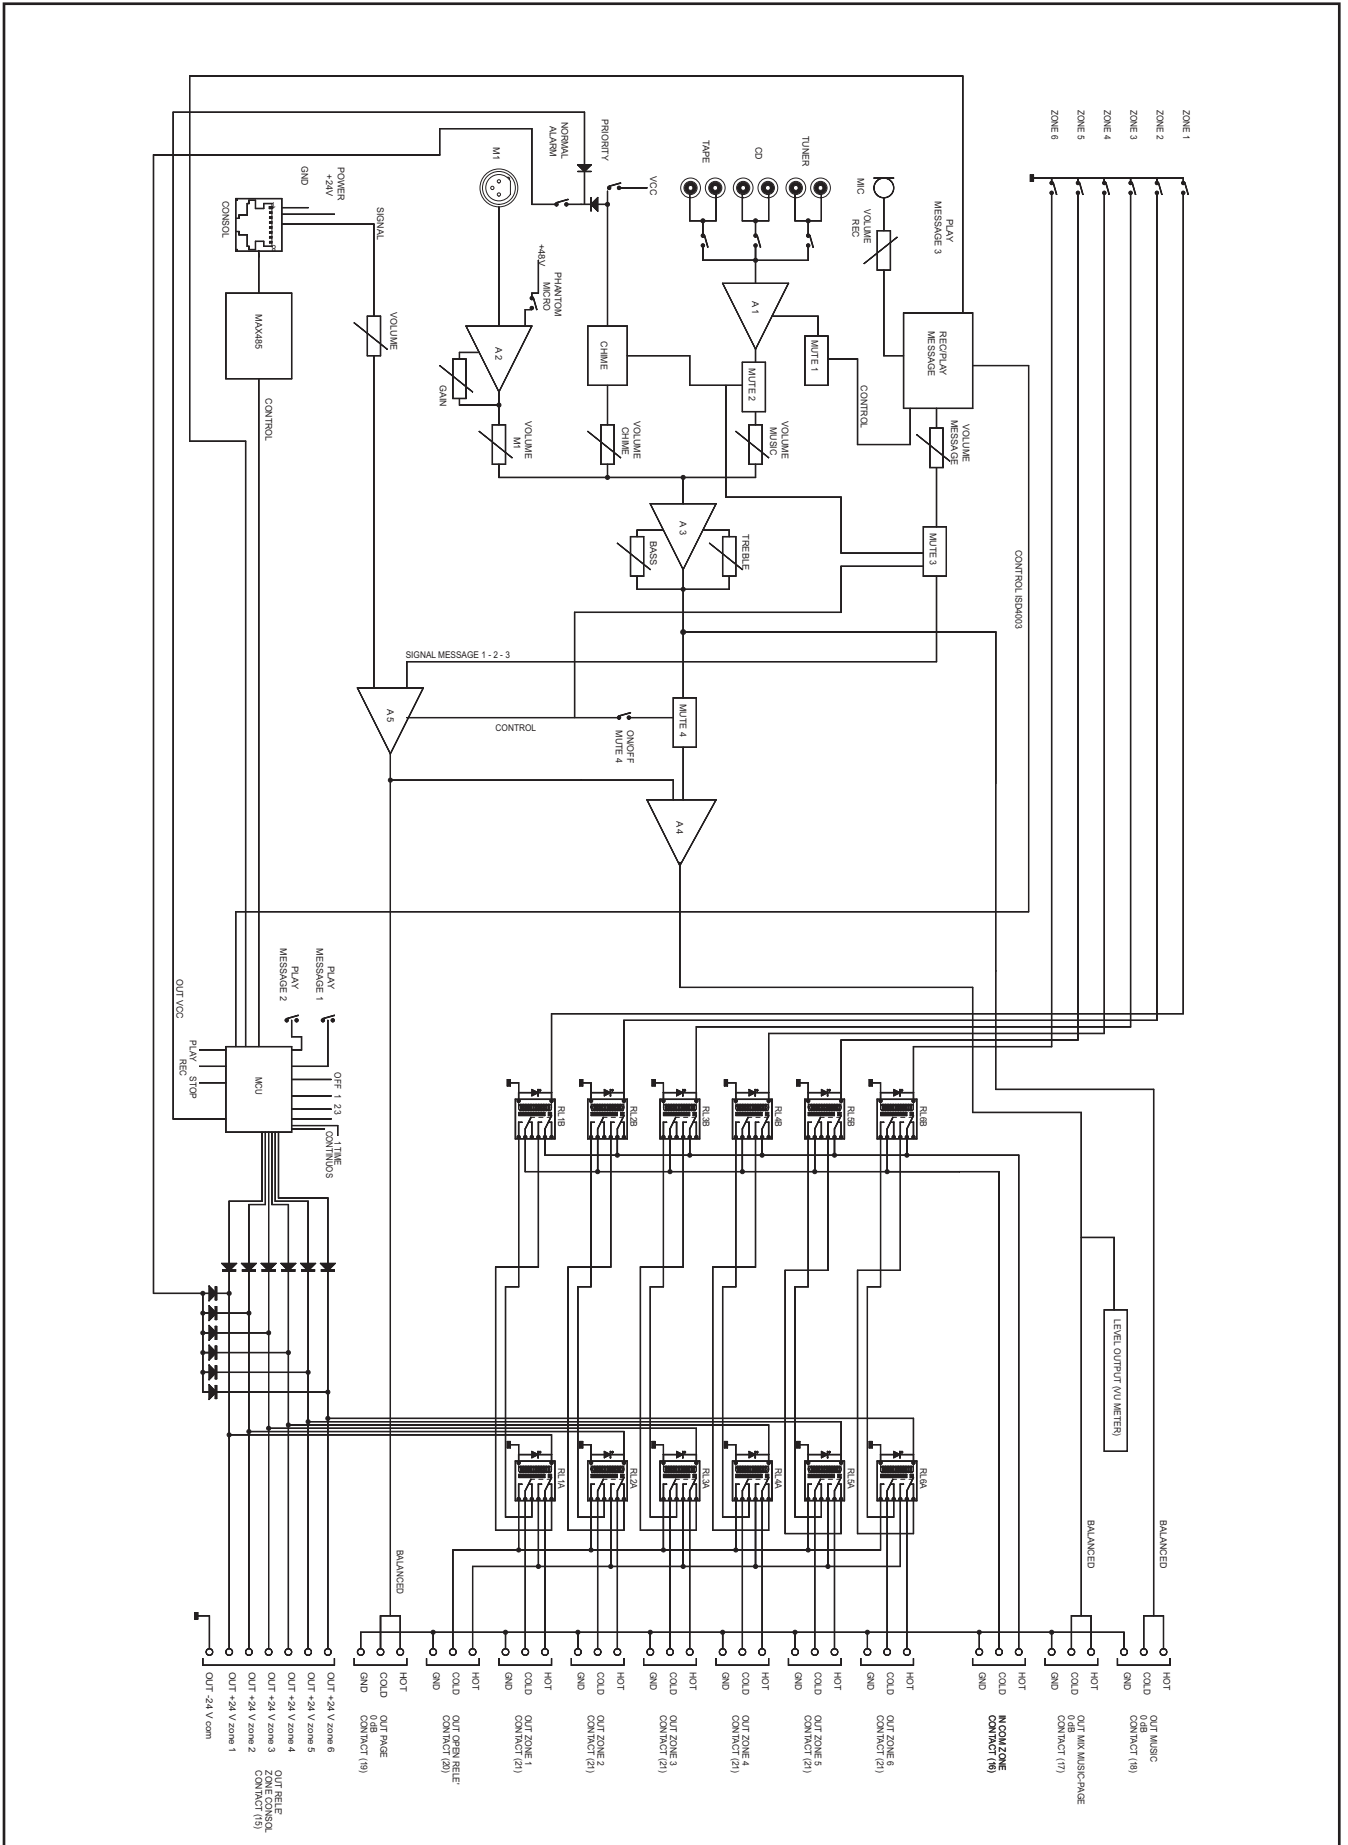 ZONE 1
ZONE 2
ZONE 3
ZONE 4
ZONE 5
ZONE 6
PLAY
MESSAGE 3
MIC
VOLUME
REC
TUNER
CD
TAPE
VCC
PRIORITY
NORMAL
ALARM
M1
POWER
+24V
GND
SIGNAL
CONSOL
+48V
PHANTOM
MICRO
REC/PLAY
MESSAGE
MUTE 1
A 1
MUTE 2
CHIME
A 2
GAIN
VOLUME
MAX485
CONTROL
CONTROL
VOLUME
MESSAGE
VOLUME
MUSIC
VOLUME
CHIME
VOLUME
M1
MUTE 3
TREBLE
A 3
BASS
CONTROL ISD4003
SIGNAL MESSAGE 1 - 2 - 3
A 5
CONTROL
ON/OFF
MUTE 4
MUTE 4
A 4
PLAY
MESSAGE 1
PLAY
MESSAGE 2
OUT VCC
PLAY
REC
STOP
MCU
OFF
1
2
3
1 TIME
CONTINUOS
RL6B
RL5B
RL4B
RL3B
RL2B
RL1B
LEVEL OUTPUT (VU METER)
RL6A
RL5A
RL4A
RL3A
RL2A
RL1A
BALANCED
BALANCED
BALANCED
HOT
COLD
GND
OUT MUSIC
0 dB
CONTACT (18)
HOT
COLD
GND
OUT MIX MUSIC-PAGE
0 dB
CONTACT (17)
HOT
COLD
GND
IN COM ZONE
CONTACT (16)
HOT
COLD
GND
OUT ZONE 6
CONTACT (21)
HOT
COLD
GND
OUT ZONE 5
CONTACT (21)
HOT
COLD
GND
OUT ZONE 4
CONTACT (21)
HOT
COLD
GND
OUT ZONE 3
CONTACT (21)
HOT
COLD
GND
OUT ZONE 2
CONTACT (21)
HOT
COLD
GND
OUT ZONE 1
CONTACT (21)
HOT
COLD
GND
OUT OPEN RELE'
CONTACT (20)
HOT
COLD
GND
OUT PAGE
0 dB
CONTACT (19)
OUT +24 V zone 6
OUT +24 V zone 5
OUT +24 V zone 4
OUT +24 V zone 3
OUT +24 V zone 2
OUT +24 V zone 1
OUT -24 V com
OUT RELE'
ZONE CONSOL
CONTACT (15)